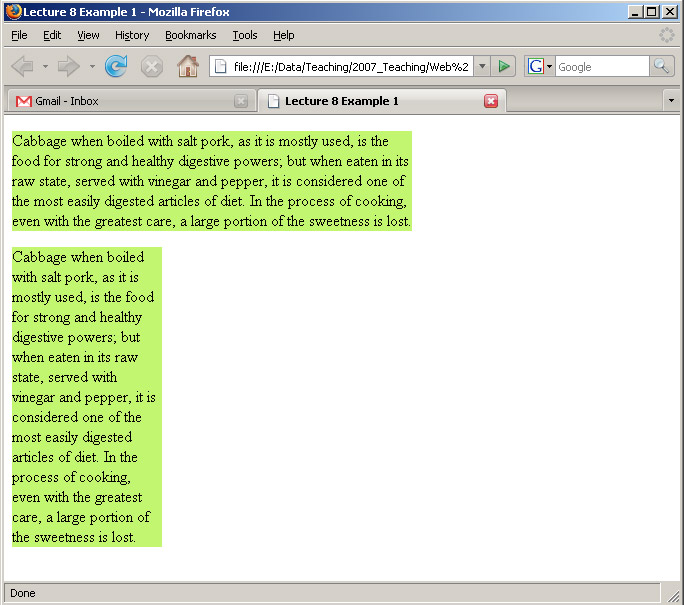 Lecture 8 Example 1 - Mozilla Firefox
File Edit View History Bookmarks Tools Help
file:///E:/Data/Teaching/2007_Teaching/Web%2 G Google
Gmail - Inbox Lecture 8 Example 1
Cabbage when boiled with salt pork, as it is mostly used, is the
food for strong and healthy digestive powers; but when eaten in its
raw state, served with vinegar and pepper, it is considered one of
the most easily digested articles of diet. In the process of cooking,
even with the greatest care, a large portion of the sweetness is lost.
Cabbage when boiled
with salt pork, as it is
mostly used, is the food
for strong and healthy
digestive powers; but
when eaten in its raw
state, served with
vinegar and pepper, it is
considered one of the
most easily digested
articles of diet. In the
process of cooking,
even with the greatest
care, a large portion of
the sweetness is lost.
Done